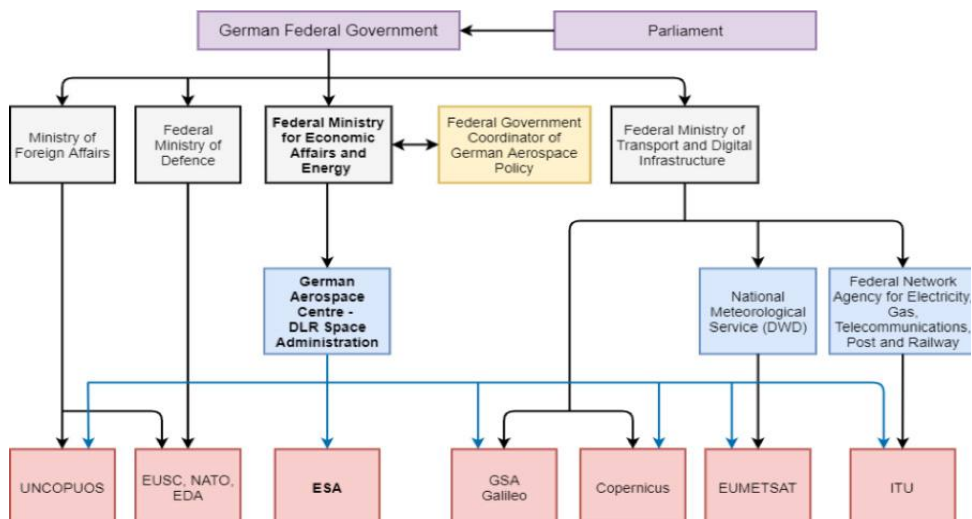 German Federal Government
Parliament
Ministry of
Foreign Affairs
Federal
Ministry of
Defence
Federal Ministry
for Economic
Affairs and
Energy
Federal Government
Coordinator of
German Aerospace
Policy
Federal Ministry of
Transport and Digital
Infrastructure
German
Aerospace
Centre -
DLR Space
Administration
National
Meteorological
Service (DWD)
Federal Network
Agency for Electricity,
Gas,
Telecommunications,
Post and Railway
UNCOPUOS
EUSC, NATO,
EDA
ESA
GSA
Galileo
Copernicus
EUMETSAT
ITU